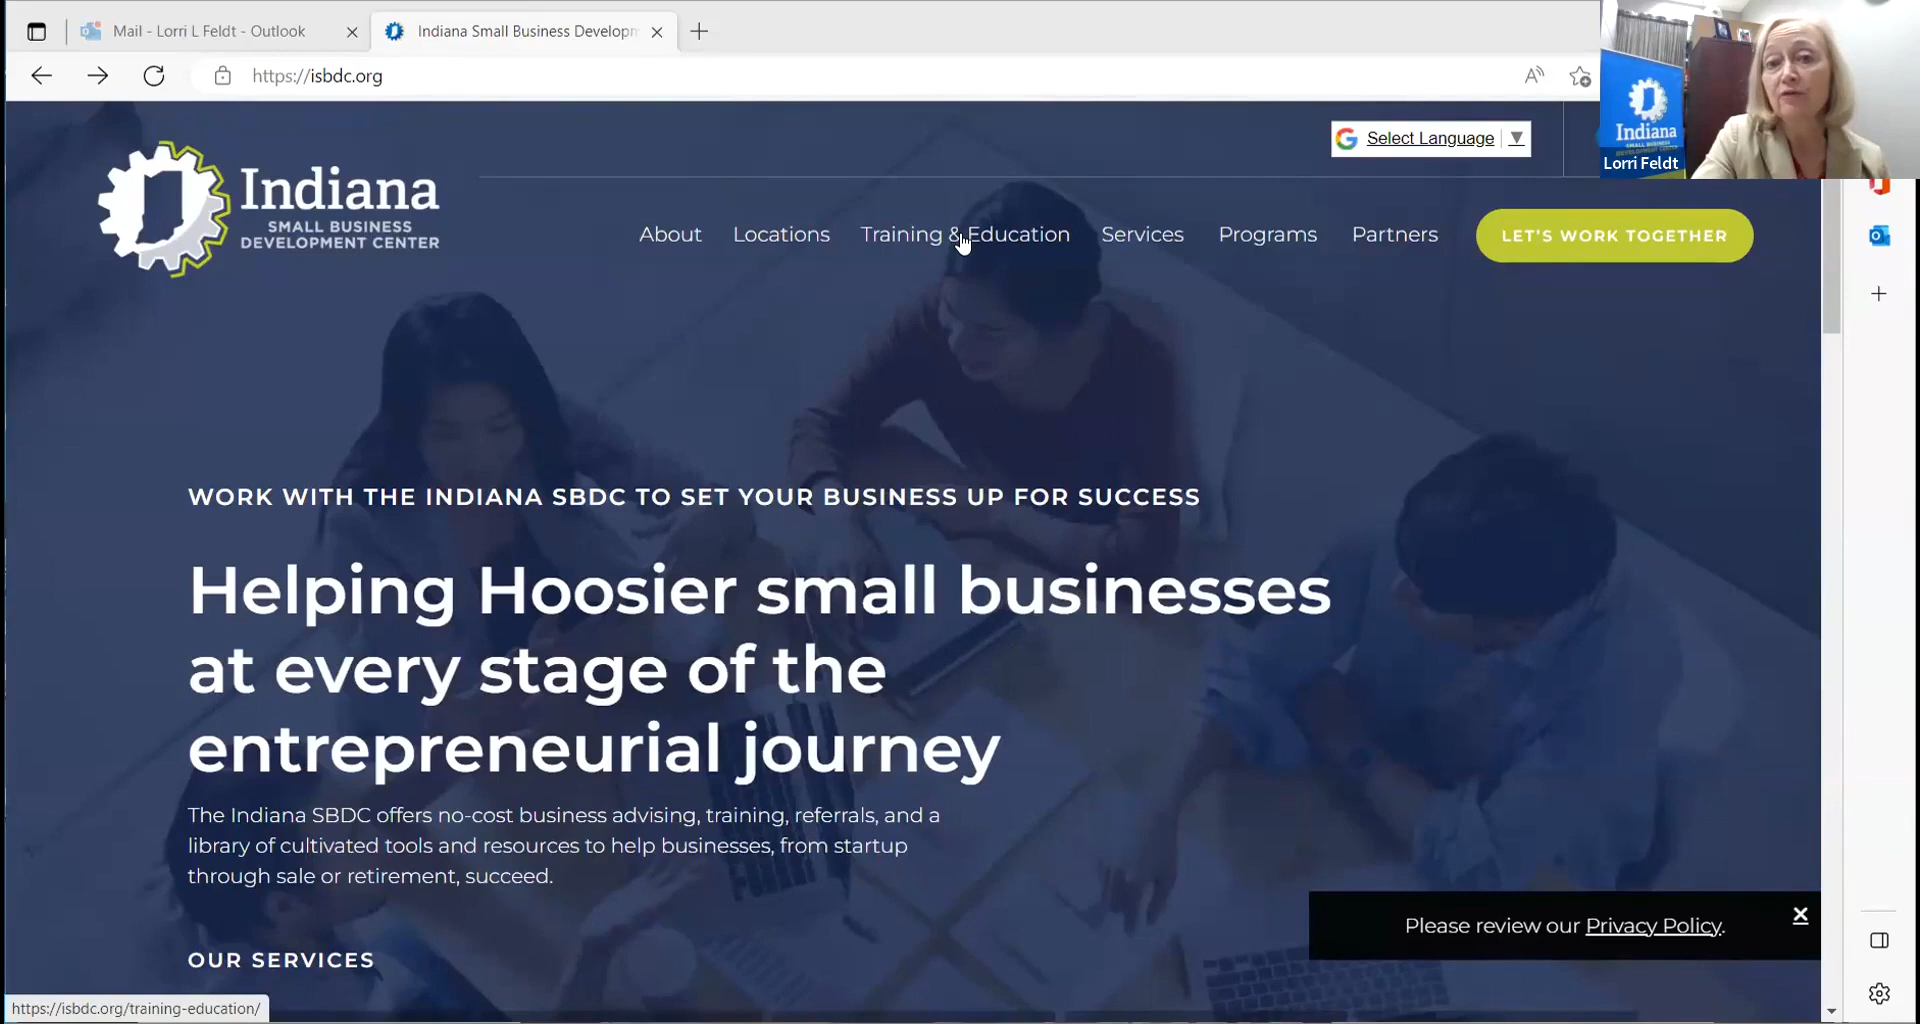 Mail - Lorri L Feldt - Outlook
Indiana Small Business Developm
https://isbdc.org
Indiana
SMALL BUSINESS
DEVELOPMENT CENTER
Lorri Feldt
Select Language
Indiana
SMALL BUSINESS
DEVELOPMENT CENTER
About
Locations
Training & Education
Services
Programs
Partners
LET'S WORK TOGETHER
WORK WITH THE INDIANA SBDC TO SET YOUR BUSINESS UP FOR SUCCESS
Helping Hoosier small businesses
at every stage of the
entrepreneurial journey
The Indiana SBDC offers no-cost business advising, training, referrals, and a
library of cultivated tools and resources to help businesses, from startup
through sale or retirement, succeed.
Please review our Privacy Policy.
OUR SERVICES
https://isbdc.org/training-education/